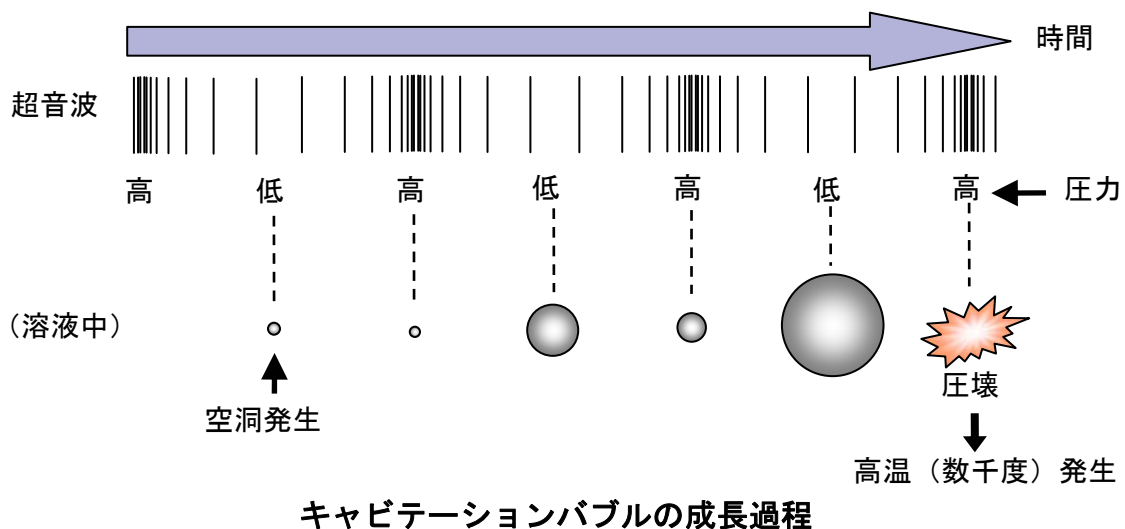 時間
超音波
高 低 高 低 高 低 高 圧力
(溶液中)
空洞発生
圧壊
高温(数千度)発生
キャビテーションバブルの成長過程